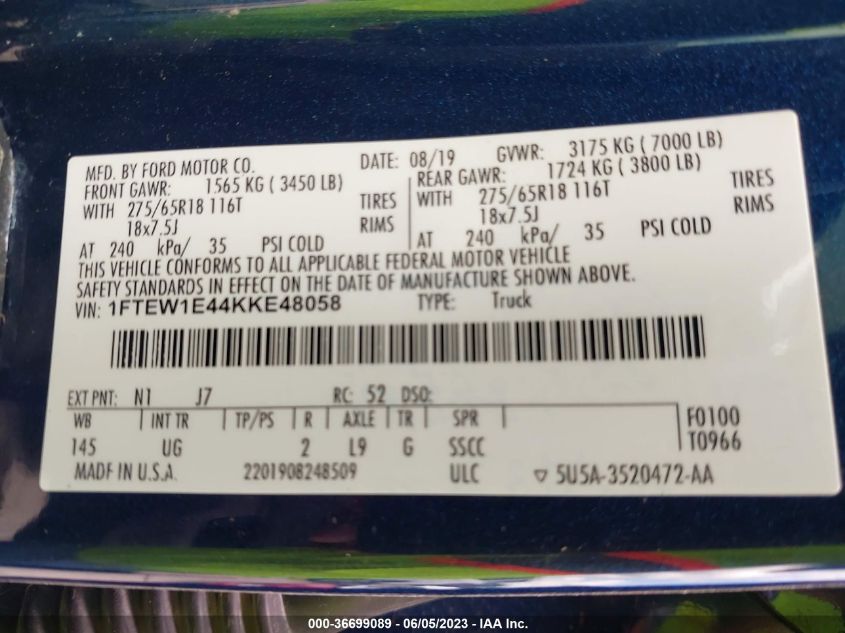 MFD. BY FORD MOTOR CO. DATE: 08/19 GVWR: 3175 KG ( 7000 LB)
FRONT GAWR: 1565 KG ( 3450 LB) REAR GAWR: 1724 KG ( 3800 LB)
WITH 275/65R18 116T TIRES WITH 275/65R18 116T TIRES
18x7.5J RIMS 18x7.5J RIMS
AT 240 kPa/ 35 PSI COLD AT 240 kPa/ 35 PSI COLD
THIS VEHICLE CONFORMS TO ALL APPLICABLE FEDERAL MOTOR VEHICLE
SAFETY STANDARDS IN EFFECT ON THE DATE OF MANUFACTURE SHOWN ABOVE.
VIN: 1FTEW1E44KKE48058 TYPE: Truck
EXT PNT: N1 J7 RC: 52 DSO:
WB INT TR TP/PS R AXLE TR SPR F0100
145 UG 2 L9 G SSCC T0966
MADE IN U.S.A. 2201908248509 ULC ▽ 5U5A-3520472-AA
000-36699089 - 06/05/2023 - IAA Inc.